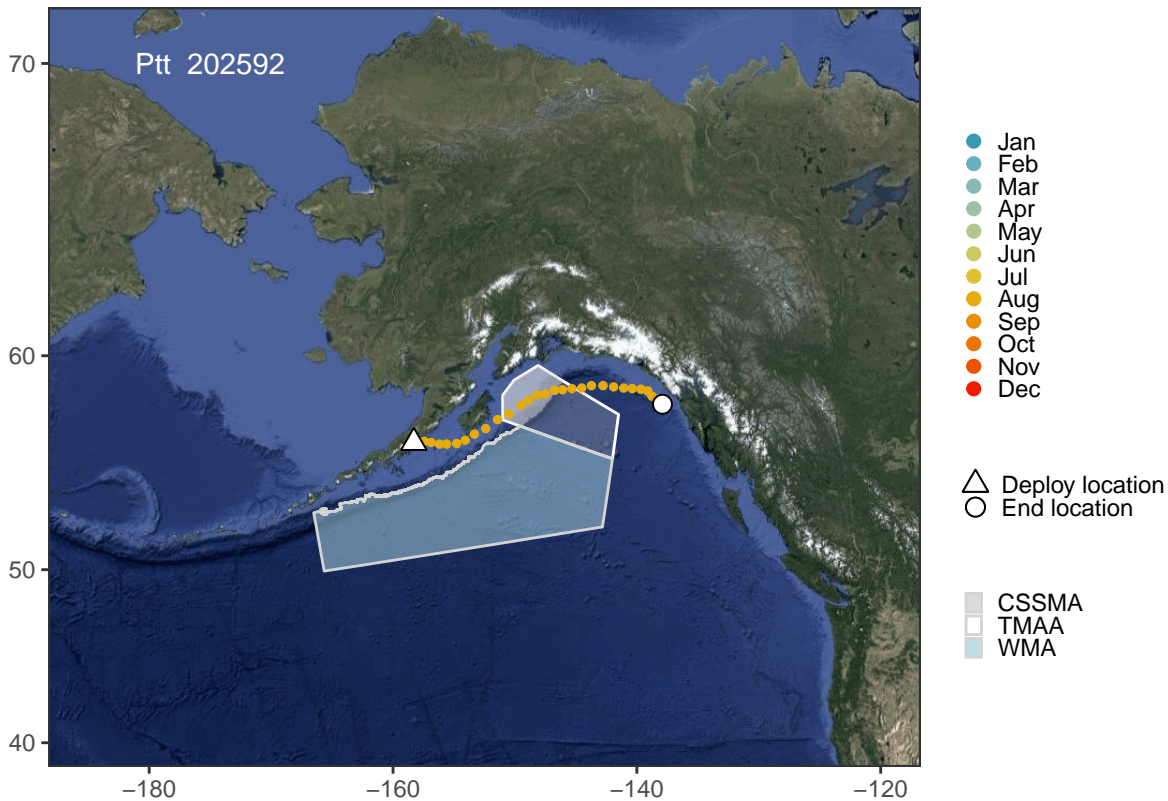 Ptt 202592
70
60
50
40
−180
−160
−140
−120
Jan
Feb
Mar
Apr
May
Jun
Jul
Aug
Sep
Oct
Nov
Dec
Deploy location
End location
CSSMA
TMAA
WMA